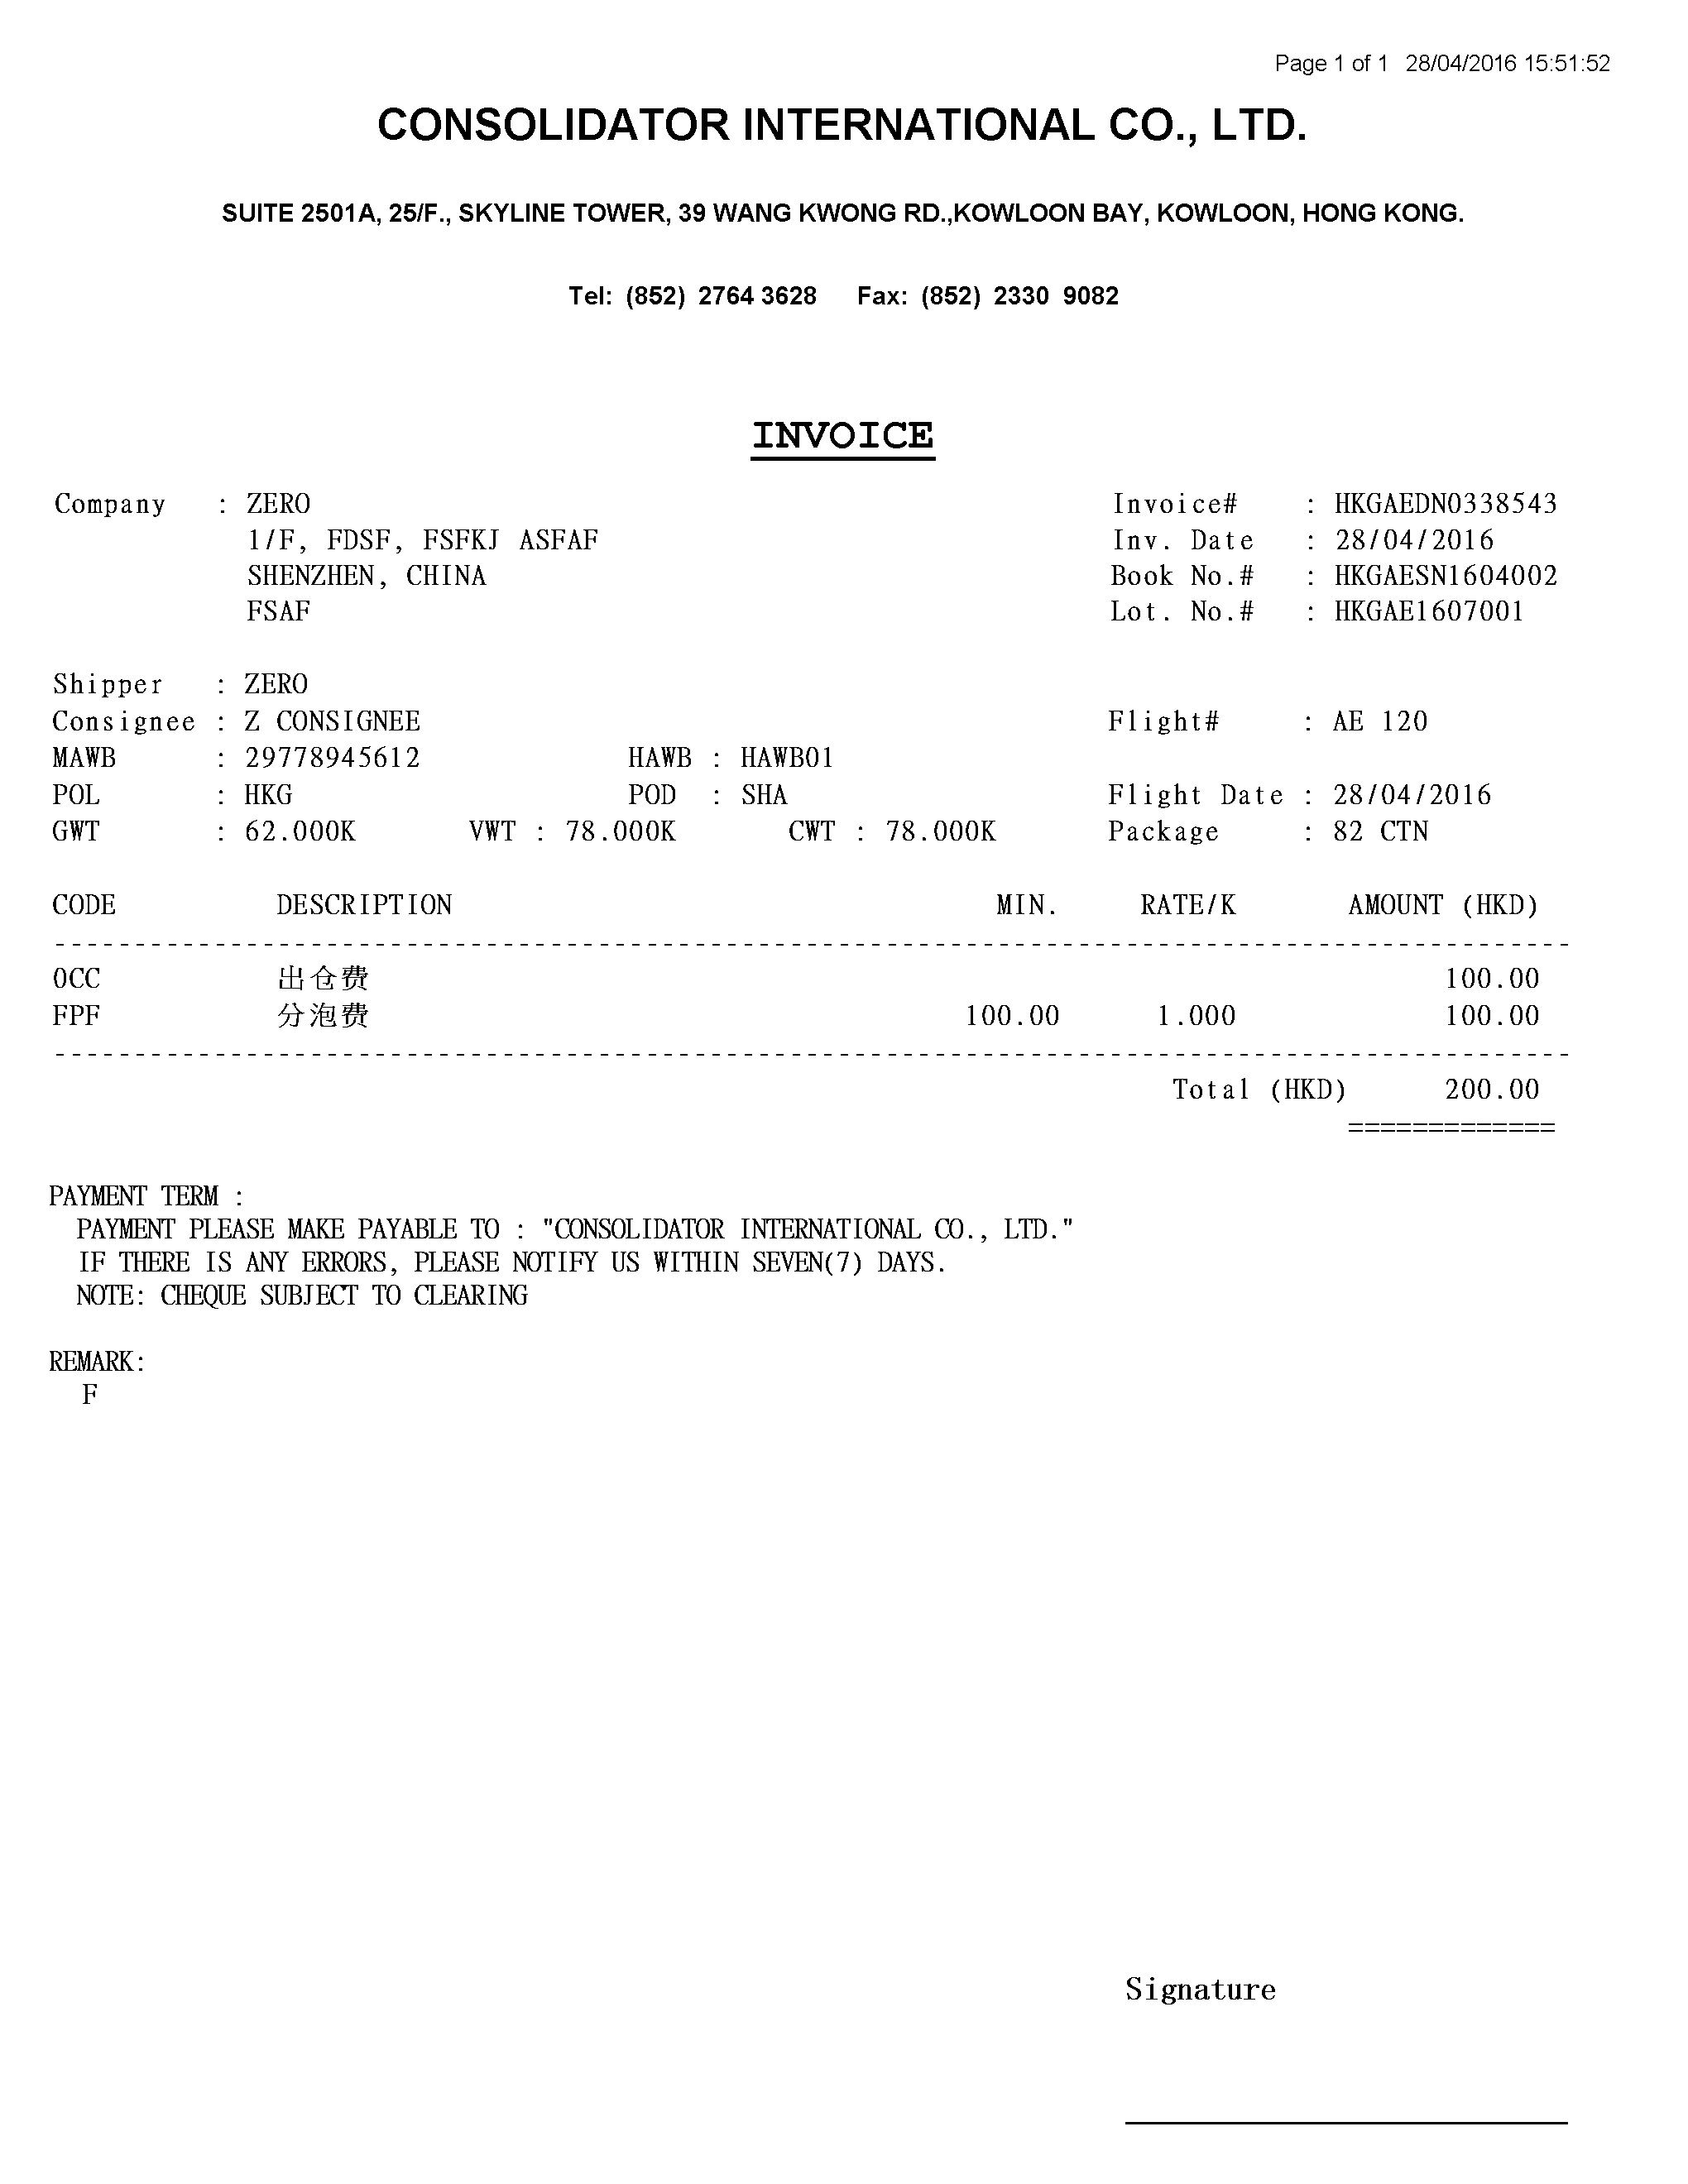 Page 1 of 1 28/04/2016 15:51:52
CONSOLIDATOR INTERNATIONAL CO., LTD.
SUITE 2501A, 25/F., SKYLINE TOWER, 39 WANG KWONG RD.,KOWLOON BAY, KOWLOON, HONG KONG.
Tel: (852) 2764 3628 Fax: (852) 2330 9082
INVOICE
Company : ZERO Invoice# : HKGAEDN0338543
1/F, FDSF, FSFKJ ASFAF Inv. Date : 28/04/2016
SHENZHEN, CHINA Book No.# : HKGAESN1604002
FSAF Lot. No.# : HKGAE1607001
Shipper : ZERO
Consignee : Z CONSIGNEE Flight# : AE 120
MAWB : 29778945612 HAWB : HAWB01
POL : HKG POD : SHA Flight Date : 28/04/2016
GWT : 62.000K VWT : 78.000K CWT : 78.000K Package : 82 CTN
CODE DESCRIPTION MIN. RATE/K AMOUNT (HKD)
OCC 出仓费 100.00
FPF 分泡费 100.00 1.000 100.00
Total (HKD) 200.00
=============
PAYMENT TERM :
PAYMENT PLEASE MAKE PAYABLE TO : "CONSOLIDATOR INTERNATIONAL CO., LTD."
IF THERE IS ANY ERRORS, PLEASE NOTIFY US WITHIN SEVEN(7) DAYS.
NOTE: CHEQUE SUBJECT TO CLEARING
REMARK:
F
Signature